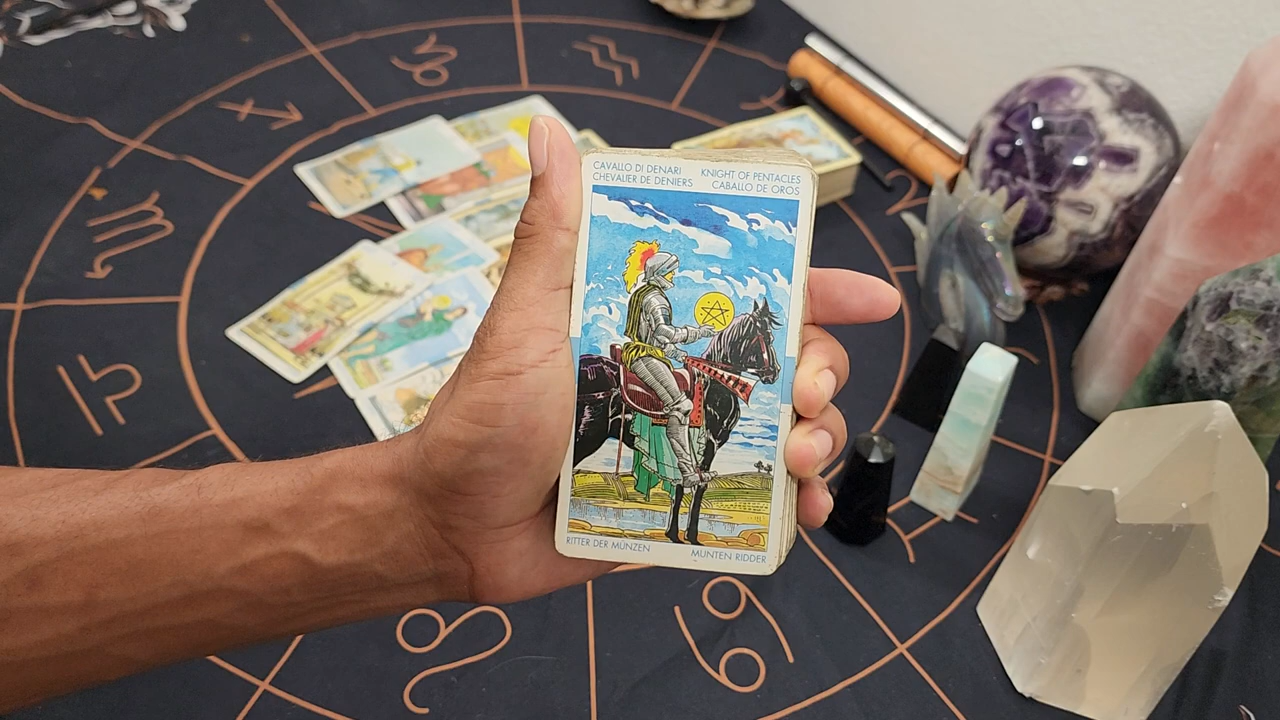 CAVALLO DI DENARI
CHEVALIER DE DENIERS
KNIGHT OF PENTACLES
CABALLO DE OROS
RITTER DER MÜNZEN
MUNTEN RIDDER